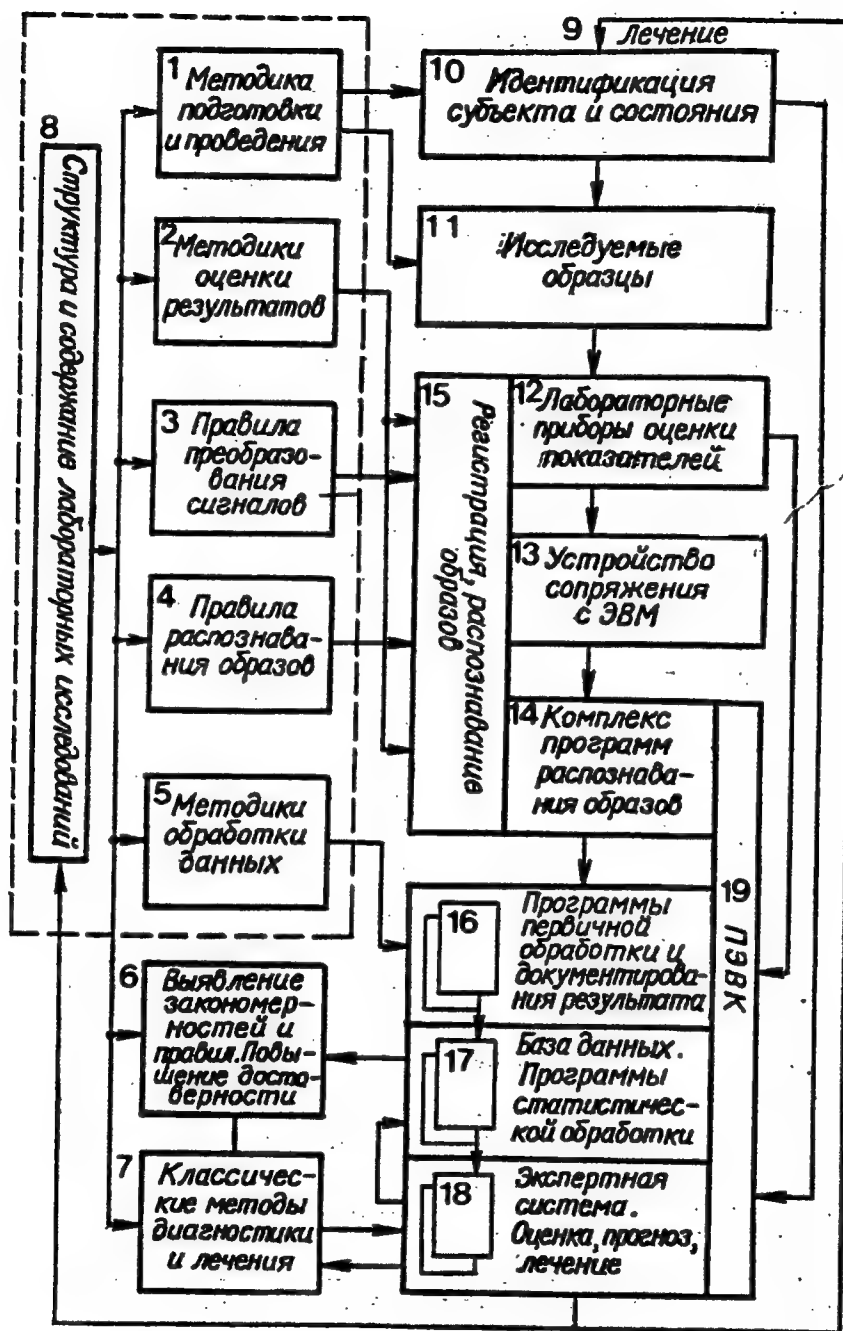 8
Структура и содержание лабораторных исследований
1 Методика
подготовки
и проведения
2 Методики
оценки
результатов
3 Правила
преобразо-
вания
сигналов
4 Правила
распознава-
ния образов
5 Методики
обработки
данных
6 Выявление
закономер-
ностей и
правил. Повы-
шение досто-
верности
7 Классичес-
кие методы
диагностики
и лечения
9 Лечение
10 Идентификация
субъекта и состояния
11 Исследуемые
образцы
15
Регистрация, распознавание
образов
12 Лабораторные
приборы оценки
показателей
13 Устройство
сопряжения
с ЭВМ
14 Комплекс
программ
распознава-
ния образов
16 Программы
первичной
обработки и
документирова-
ния результата
17 База данных.
Программы
статистичес-
кой обработки
18 Экспертная
система.
Оценка, прогноз,
лечение
19 ПЭВК